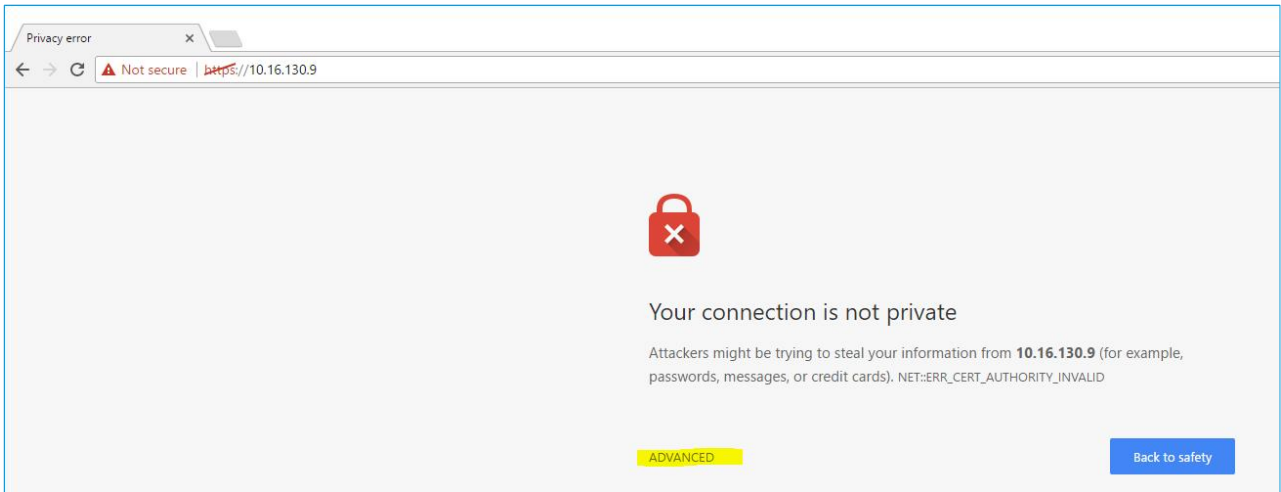 Privacy error
Not secure | https://10.16.130.9
Your connection is not private
Attackers might be trying to steal your information from 10.16.130.9 (for example,
passwords, messages, or credit cards). NET::ERR_CERT_AUTHORITY_INVALID
ADVANCED
Back to safety